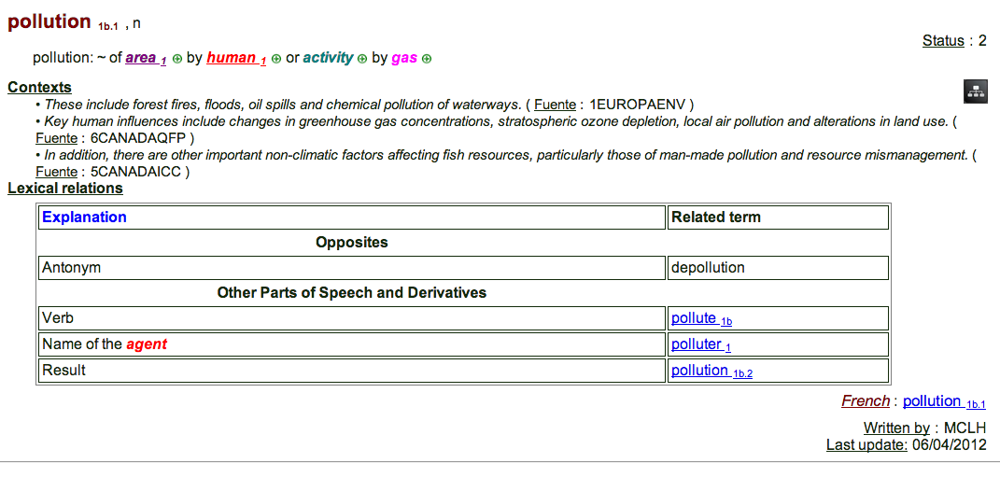 pollution 1b.1 , n
Status : 2
pollution: ~ of area 1 by human 1 or activity by gas
Contexts
• These include forest fires, floods, oil spills and chemical pollution of waterways. ( Fuente : 1EUROPAENV )
• Key human influences include changes in greenhouse gas concentrations, stratospheric ozone depletion, local air pollution and alterations in land use. (
Fuente : 6CANADAQFP )
• In addition, there are other important non-climatic factors affecting fish resources, particularly those of man-made pollution and resource mismanagement. (
Fuente : 5CANADAICC )
Lexical relations
Explanation Related term
Opposites
Antonym depollution
Other Parts of Speech and Derivatives
Verb pollute 1b
Name of the agent polluter 1
Result pollution 1b.2
French : pollution 1b.1
Written by : MCLH
Last update: 06/04/2012